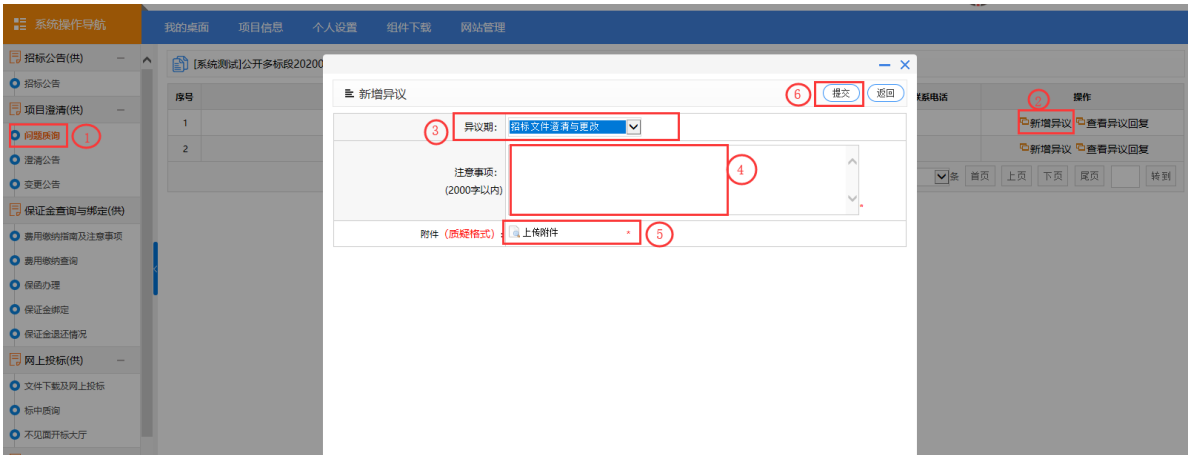 系统操作导航
我的桌面 项目信息 个人设置 组件下载 网站管理
招标公告(供)
招标公告
项目澄清(供)
问题质询 ①
澄清公告
变更公告
保证金查询与绑定(供)
费用缴纳指南及注意事项
费用缴纳查询
保函办理
保证金绑定
保证金退还情况
网上投标(供)
文件下载及网上投标
标中质询
不见面开标大厅
[系统测试]公开多标段20200
序号 联系电话 操作
1 ② 新增异议 查看异议回复
2 新增异议 查看异议回复
条 首页 上页 下页 尾页 转到
新增异议 ⑥ 提交 返回
③ 异议期: 招标文件澄清与更改
注意事项:
(2000字以内) ④ *
附件（质疑格式）: 上传附件 * ⑤